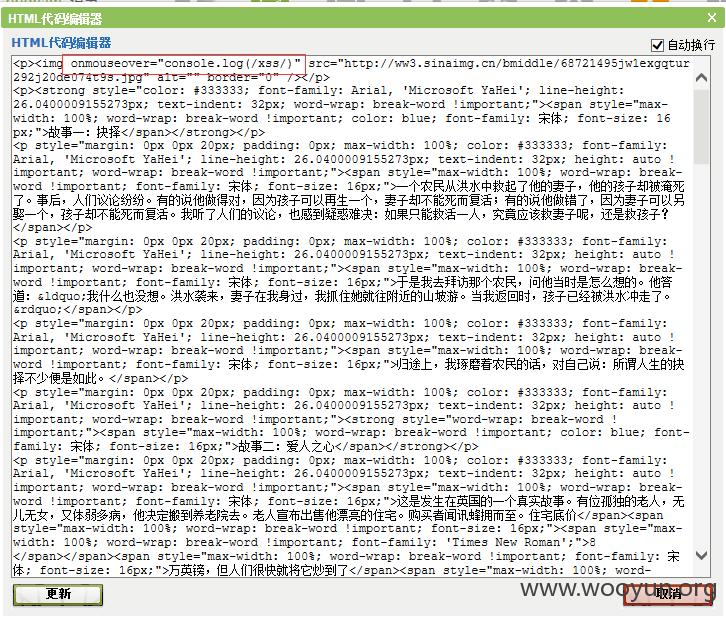 HTML代码编辑器
HTML代码编辑器
自动换行
<p><img onmouseover="console.log(/xss/)" src="http://ww3.sinaimg.cn/bmiddle/68721495jw1exgqtur
292j20de074t9s.jpg" alt="" border="0" /></p>
<p><strong style="color: #333333; font-family: Arial, 'Microsoft YaHei'; line-height:
26.0400009155273px; text-indent: 32px; word-wrap: break-word !important;"><span style="max-
width: 100%; word-wrap: break-word !important; color: blue; font-family: 宋体; font-size: 16
px;">故事一：抉择</span></strong></p>
<p style="margin: 0px 0px 20px; padding: 0px; max-width: 100%; color: #333333; font-family:
Arial, 'Microsoft YaHei'; line-height: 26.0400009155273px; text-indent: 32px; height: auto !
important; word-wrap: break-word !important;"><span style="max-width: 100%; word-wrap: break-
word !important; font-family: 宋体; font-size: 16px;">一个农民从洪水中救起了他的妻子，他的孩子却被淹死
了。事后，人们议论纷纷。有的说他做得对，因为孩子可以再生一个，妻子却不能死而复活；有的说他做错了，因为妻子可以另
娶一个，孩子却不能死而复活。我听了人们的议论，也感到疑惑难决：如果只能救活一人，究竟应该救妻子呢，还是救孩子？
</span></p>
<p style="margin: 0px 0px 20px; padding: 0px; max-width: 100%; color: #333333; font-family:
Arial, 'Microsoft YaHei'; line-height: 26.0400009155273px; text-indent: 32px; height: auto !
important; word-wrap: break-word !important;"><span style="max-width: 100%; word-wrap: break-
word !important; font-family: 宋体; font-size: 16px;">于是我去拜访那个农民，问他当时是怎么想的。他答
道：&ldquo;我什么也没想。洪水袭来，妻子在我身过，我抓住她就往附近的山坡游。当我返回时，孩子已经被洪水冲走了。
&rdquo;</span></p>
<p style="margin: 0px 0px 20px; padding: 0px; max-width: 100%; color: #333333; font-family:
Arial, 'Microsoft YaHei'; line-height: 26.0400009155273px; text-indent: 32px; height: auto !
important; word-wrap: break-word !important;"><span style="max-width: 100%; word-wrap: break-
word !important; font-family: 宋体; font-size: 16px;">归途上，我琢磨着农民的话，对自己说：所谓人生的抉
择不少便是如此。</span></p>
<p style="margin: 0px 0px 20px; padding: 0px; max-width: 100%; color: #333333; font-family:
Arial, 'Microsoft YaHei'; line-height: 26.0400009155273px; text-indent: 32px; height: auto !
important; word-wrap: break-word !important;"><strong style="word-wrap: break-word !
important;"><span style="max-width: 100%; word-wrap: break-word !important; color: blue; font-
family: 宋体; font-size: 16px;">故事二：爱人之心</span></strong></p>
<p style="margin: 0px 0px 20px; padding: 0px; max-width: 100%; color: #333333; font-family:
Arial, 'Microsoft YaHei'; line-height: 26.0400009155273px; text-indent: 32px; height: auto !
important; word-wrap: break-word !important;"><span style="max-width: 100%; word-wrap: break-
word !important; font-family: 宋体; font-size: 16px;">这是发生在英国的一个真实故事。有位孤独的老人，无
儿无女，又体弱多病，他决定搬到养老院去。老人宣布出售他漂亮的住宅。购买者闻讯蜂拥而至。住宅底价</span><span
style="max-width: 100%; word-wrap: break-word !important; font-size: 16px;"><span style="max-
width: 100%; word-wrap: break-word !important; font-family: 'Times New Roman';">8
</span></span><span style="max-width: 100%; word-wrap: break-word !important; font-family: 宋
体; font-size: 16px;">万英镑，但人们很快就将它炒到了</span><span style="max-width: 100%; word-
更新
取消
www.wooyun.org